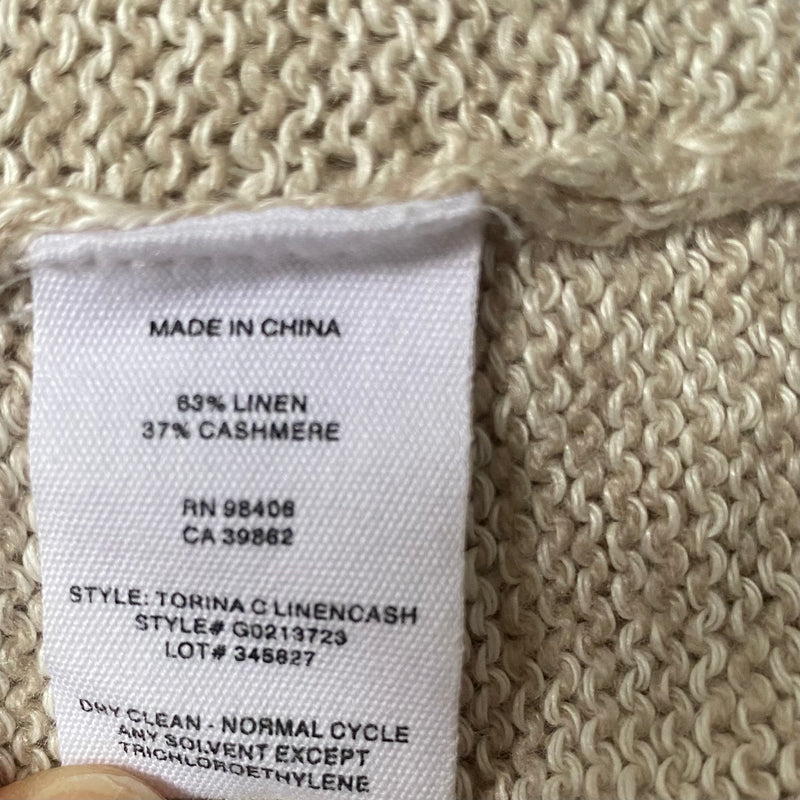 MADE IN CHINA
63% LINEN
37% CASHMERE
RN 98406
CA 39862
STYLE: TORINA C LINENCASH
STYLE# G0213723
LOT# 345827
DRY CLEAN - NORMAL CYCLE
ANY SOLVENT EXCEPT
TRICHLOROETHYLENE